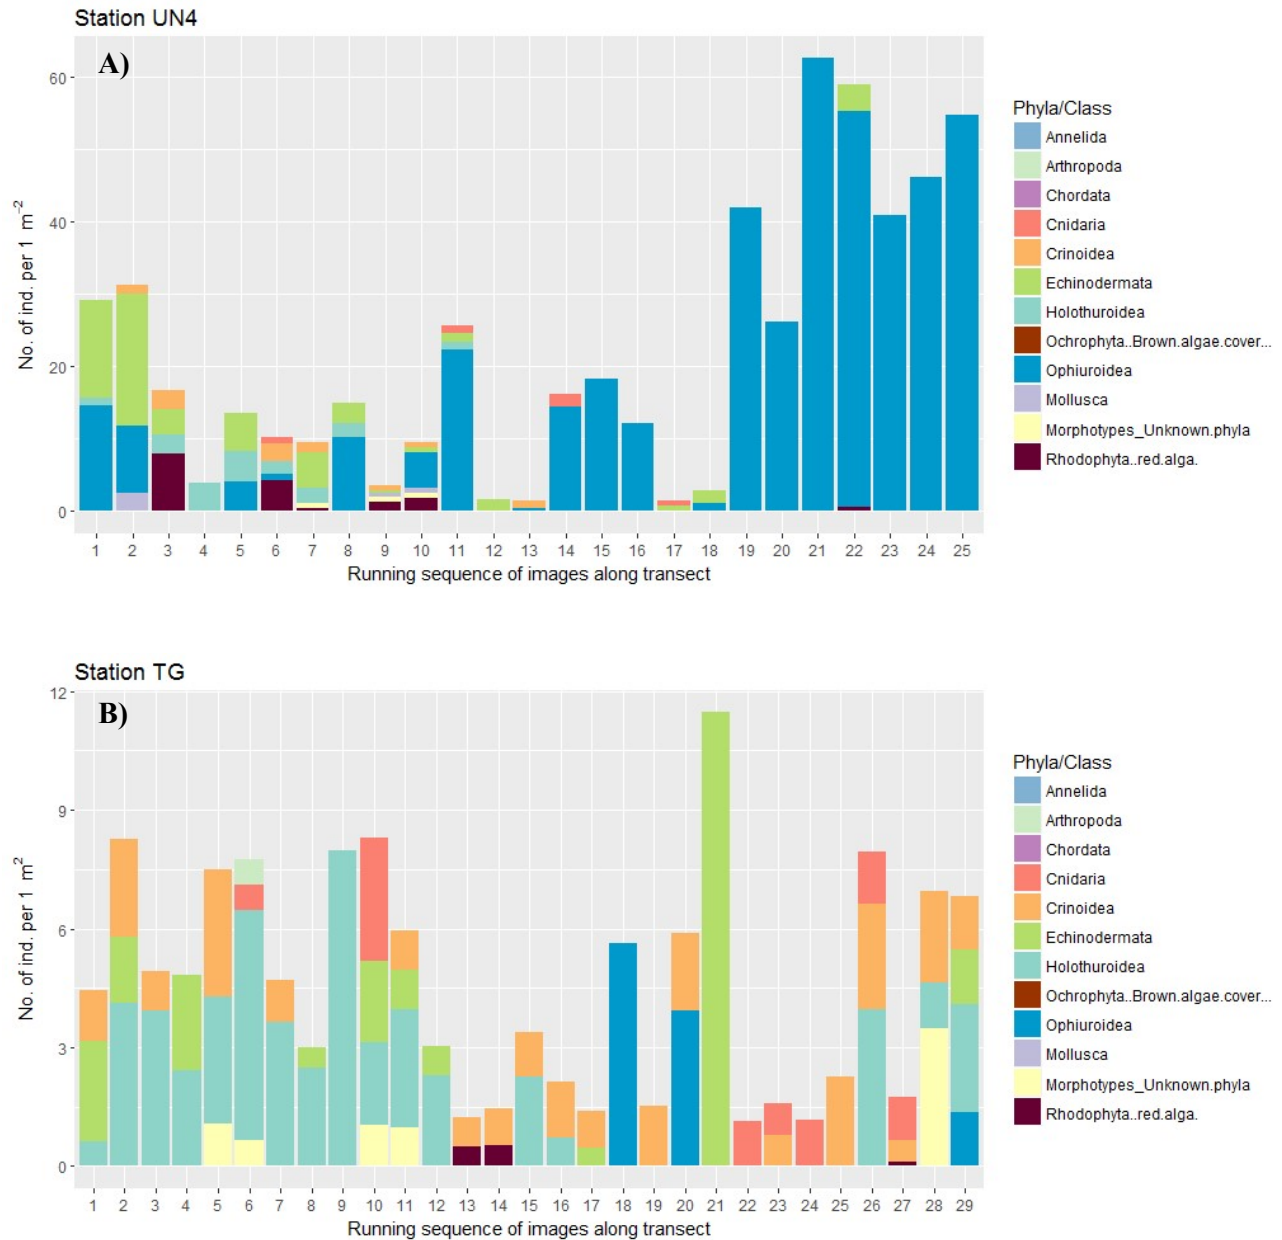 Station UN4
A)
60
40
20
0
No. of ind. per 1 m⁻²
1 2 3 4 5 6 7 8 9 10 11 12 13 14 15 16 17 18 19 20 21 22 23 24 25
Running sequence of images along transect
Phyla/Class
Annelida
Arthropoda
Chordata
Cnidaria
Crinoidea
Echinodermata
Holothuroidea
Ochrophyta..Brown.algae.cover...
Ophiuroidea
Mollusca
Morphotypes_Unknown.phyla
Rhodophyta..red.alga.
Station TG
B)
12
9
6
3
0
No. of ind. per 1 m²
1 2 3 4 5 6 7 8 9 10 11 12 13 14 15 16 17 18 19 20 21 22 23 24 25 26 27 28 29
Running sequence of images along transect
Phyla/Class
Annelida
Arthropoda
Chordata
Cnidaria
Crinoidea
Echinodermata
Holothuroidea
Ochrophyta..Brown.algae.cover...
Ophiuroidea
Mollusca
Morphotypes_Unknown.phyla
Rhodophyta..red.alga.